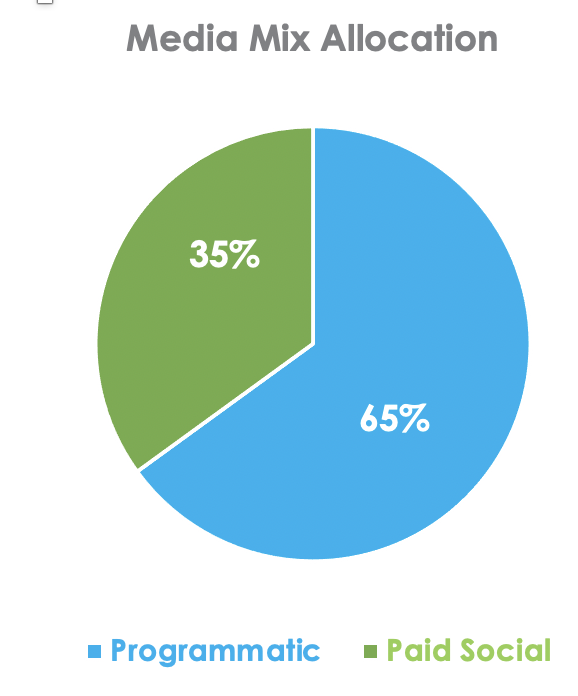 Media Mix Allocation
35%
65%
Programmatic
Paid Social